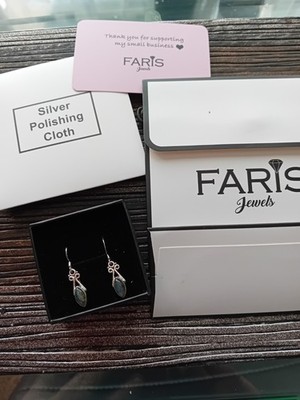 Thank you for supporting
my small business
FARIS
Jewels
Silver
Polishing
Cloth
FARIS
Jewels